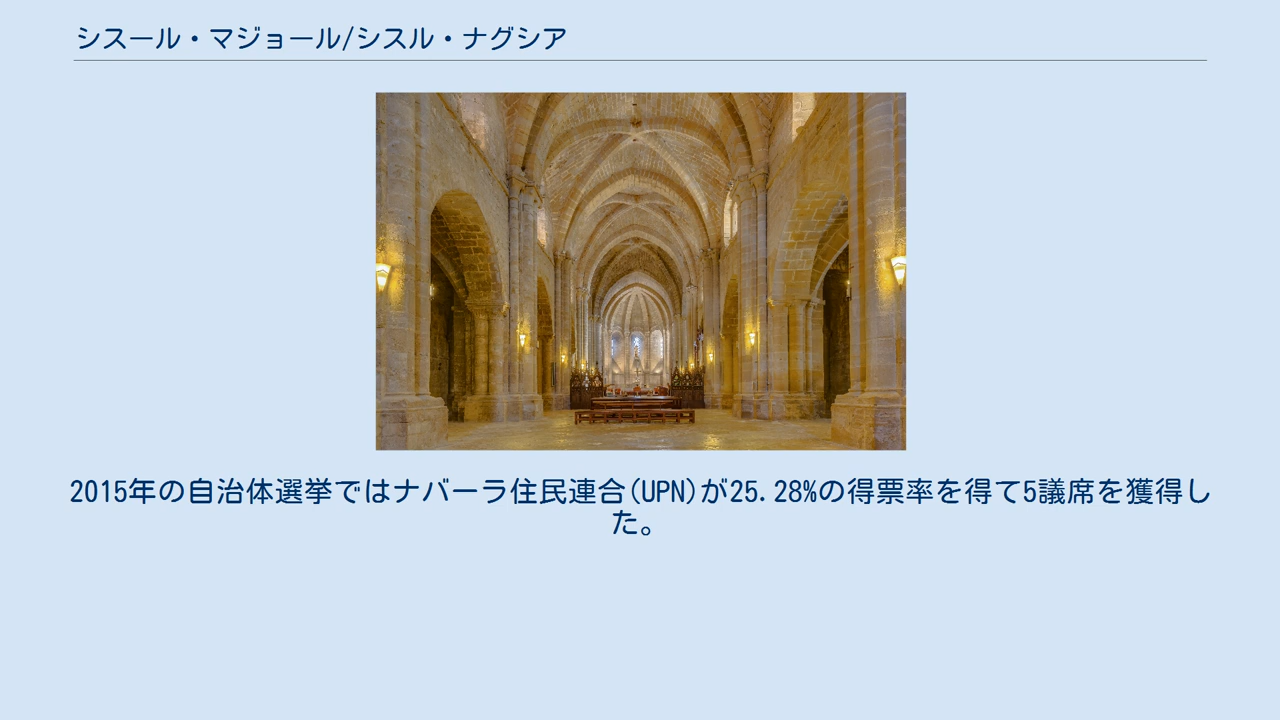 シスール・マジョール/シスル・ナグシア
2015年の自治体選挙ではナバーラ住民連合(UPN)が25.28%の得票率を得て5議席を獲得し
た。